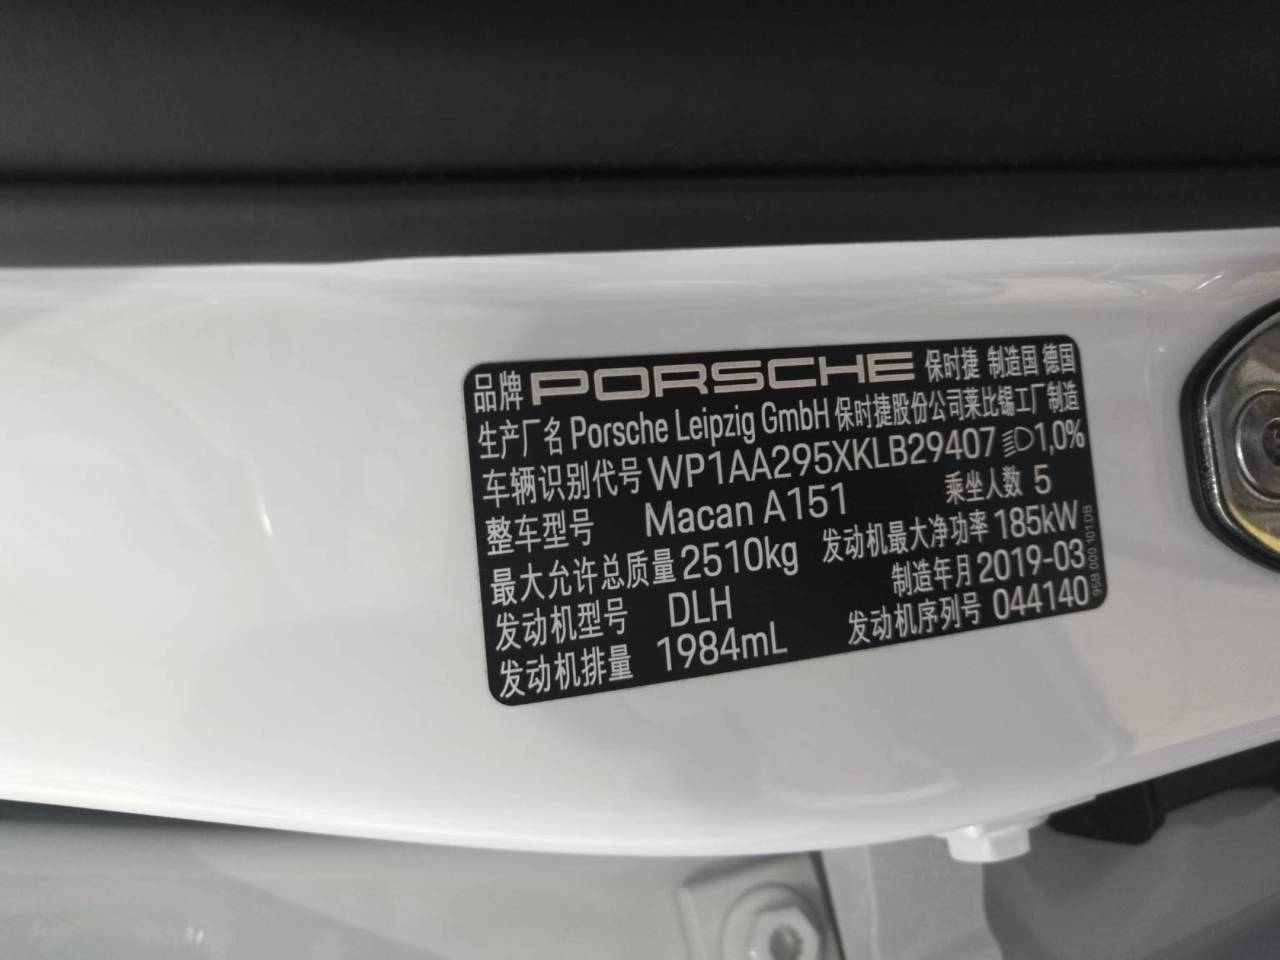 品牌 PORSCHE 保时捷 制造国 德国
生产厂名 Porsche Leipzig GmbH 保时捷股份公司莱比锡工厂制造
车辆识别代号 WP1AA295XKLB29407 1,0%
整车型号 Macan A151 乘坐人数 5
最大允许总质量 2510kg 发动机最大净功率 185kW
发动机型号 DLH 制造年月 2019-03
发动机排量 1984mL 发动机序列号 044140
95B.000.101.DB